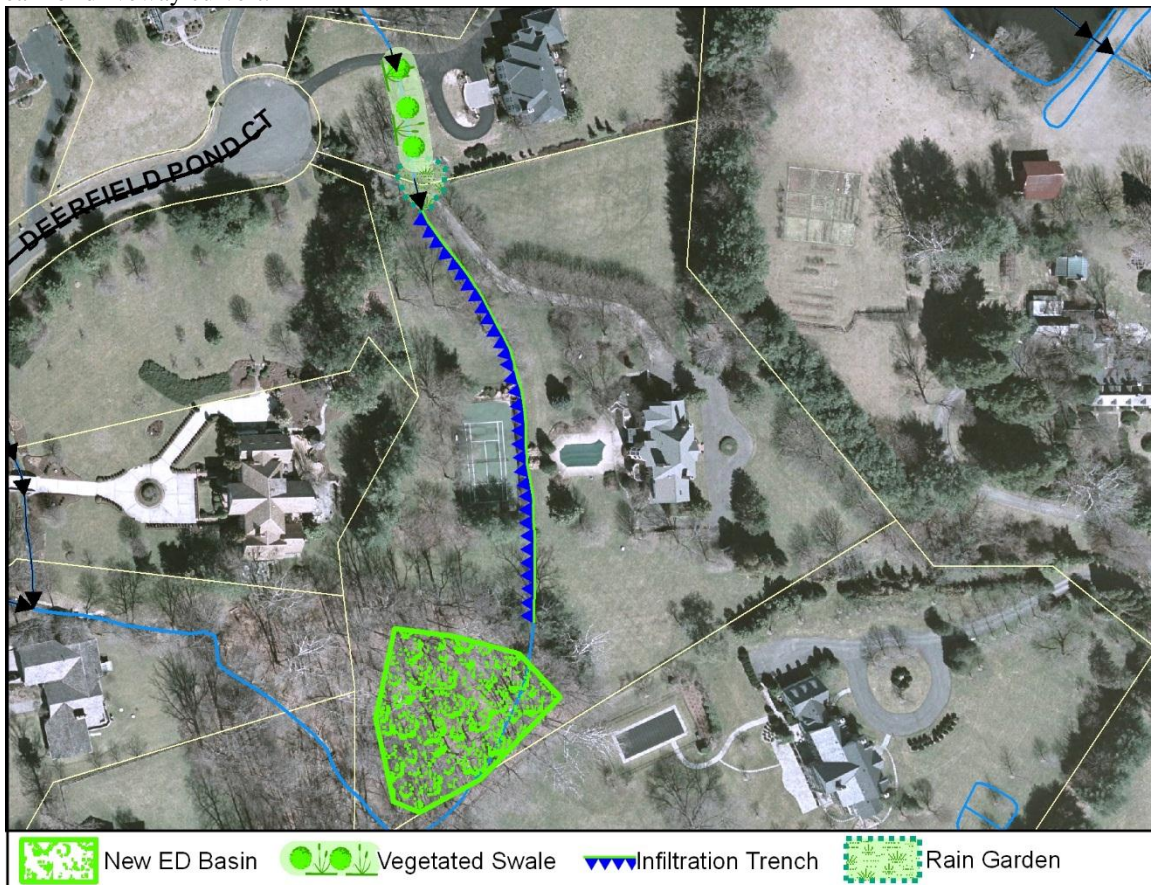 DEERFIELD POND CT
New ED Basin
Vegetated Swale
Infiltration Trench
Rain Garden